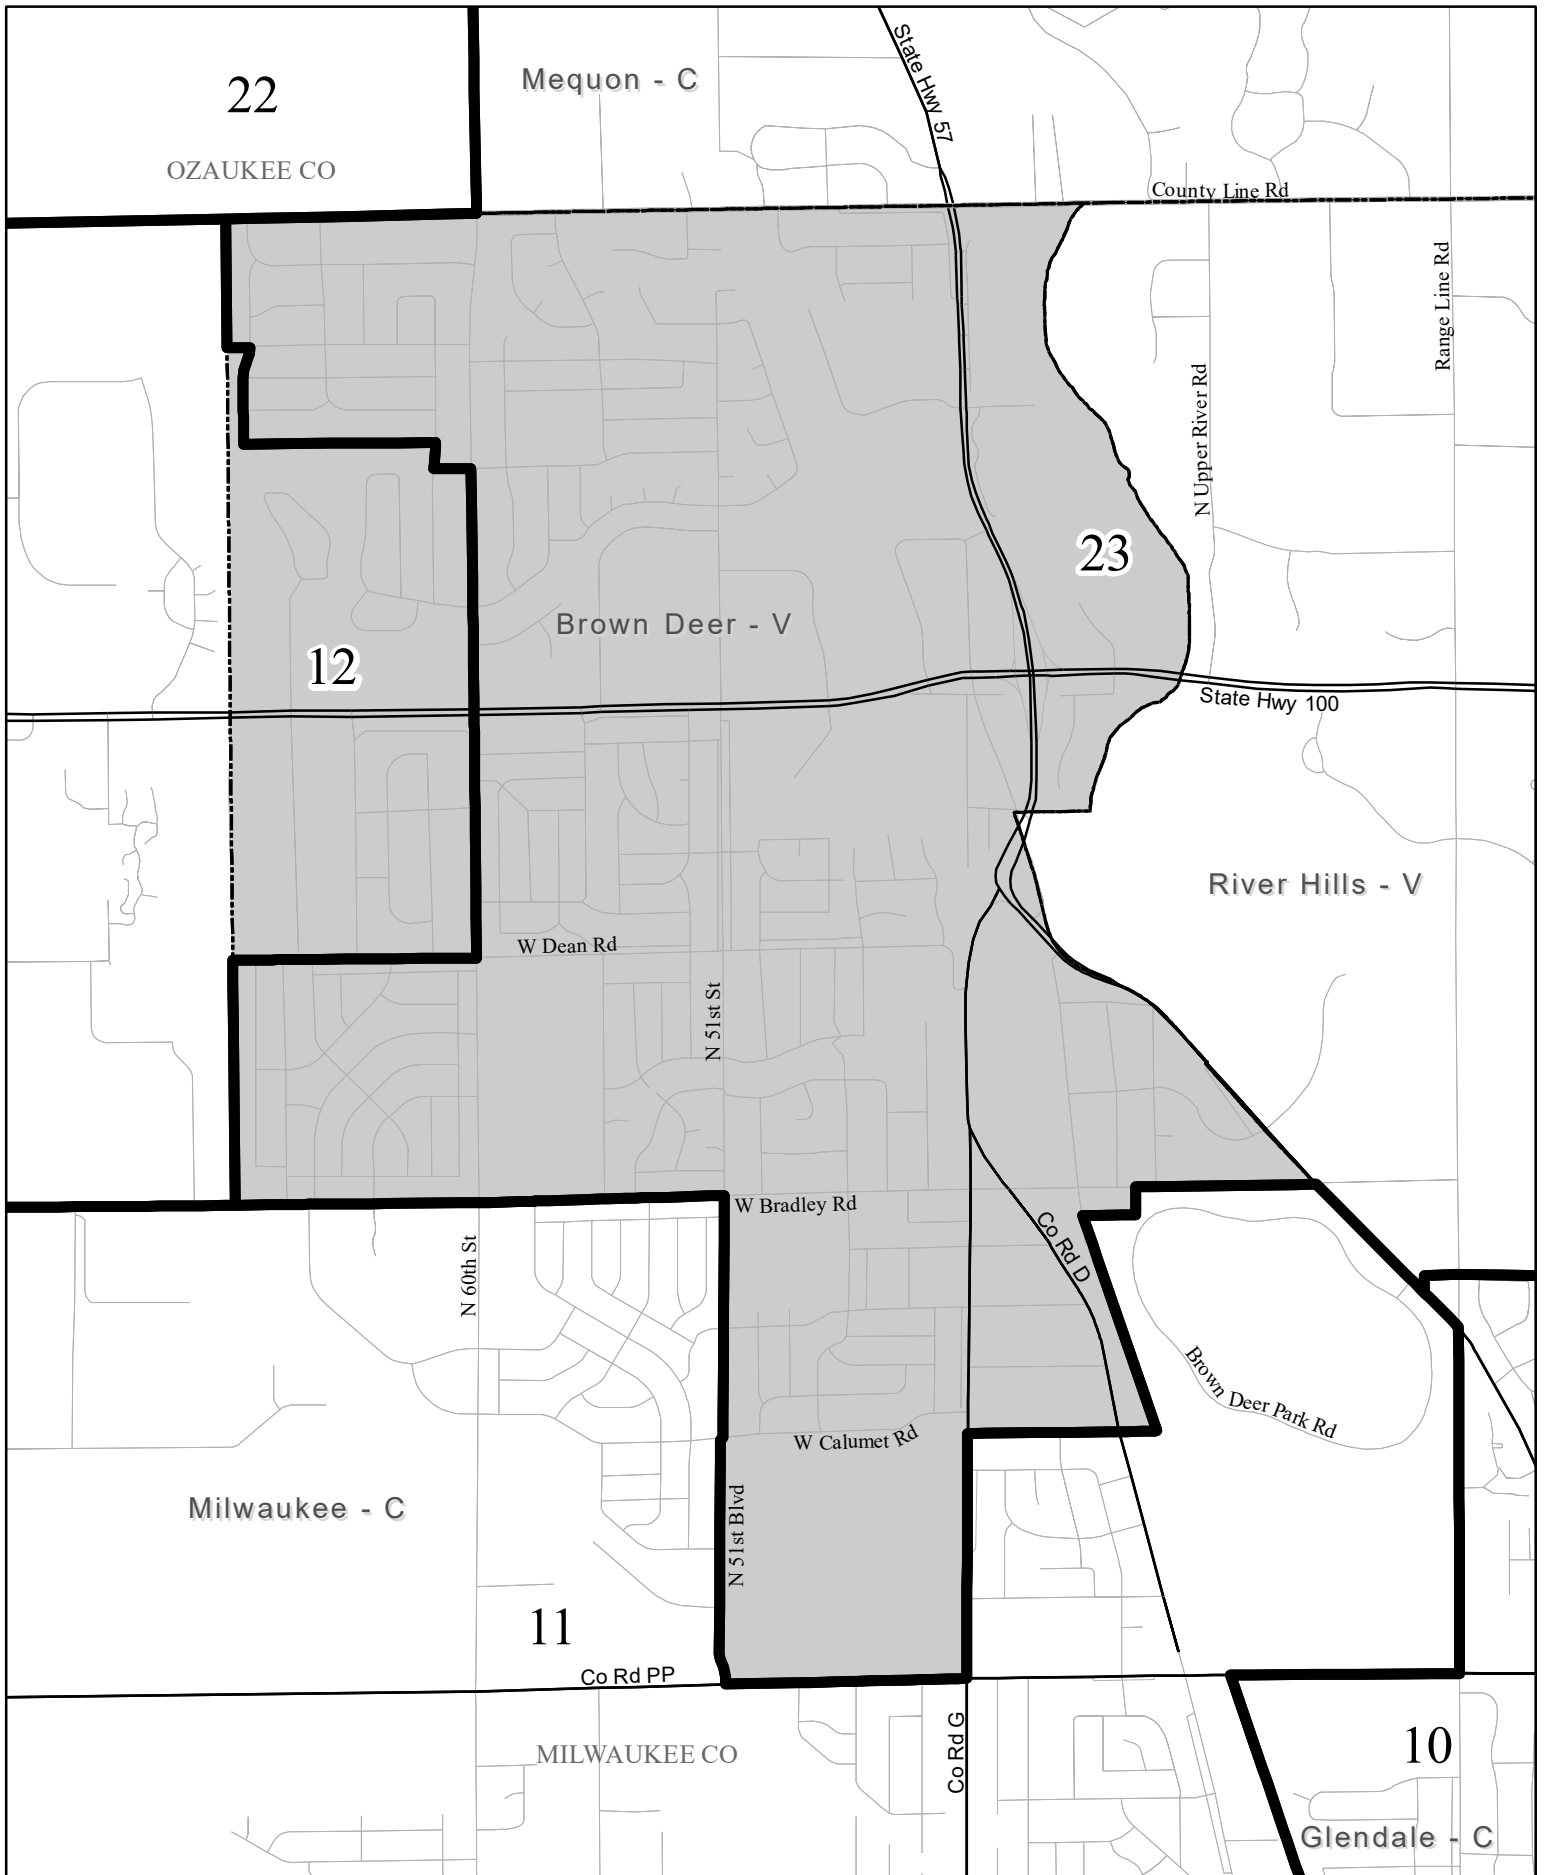 22
OZAUKEE CO
Mequon - C
State Hwy 57
County Line Rd
Range Line Rd
N Upper River Rd
23
Brown Deer - V
12
State Hwy 100
River Hills - V
W Dean Rd
N 51st St
W Bradley Rd
N 60th St
Co Rd D
Brown Deer Park Rd
W Calumet Rd
Milwaukee - C
N 51st Blvd
11
Co Rd PP
MILWAUKEE CO
Co Rd G
10
Glendale - C